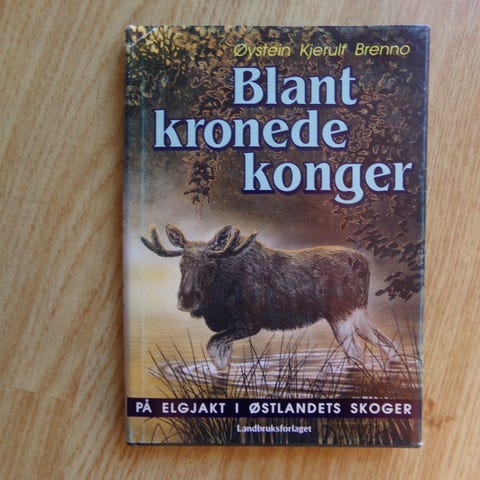 Øystein Kjerulf Brenno
Blant
kronede
konger
PÅ ELGJAKT I ØSTLANDETS SKOGER
Landbruksforlaget